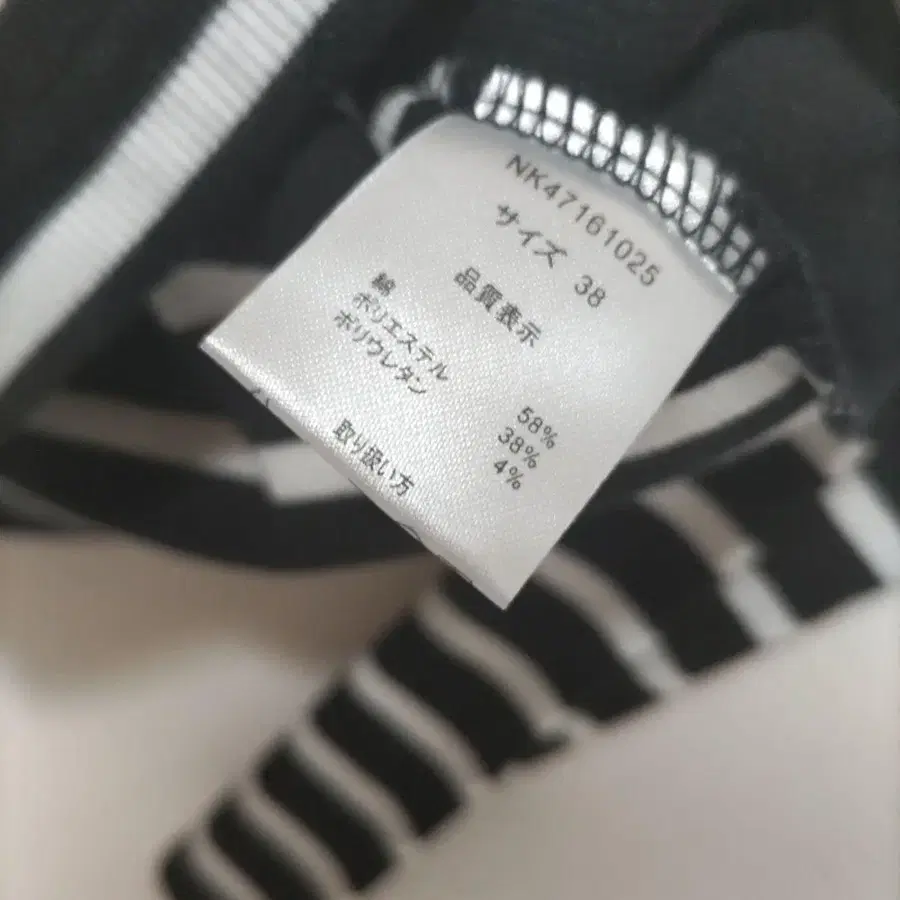 NK47161025
サイズ 38
品質表示
綿 58%
ポリエステル 38%
ポリウレタン 4%
取り扱い方